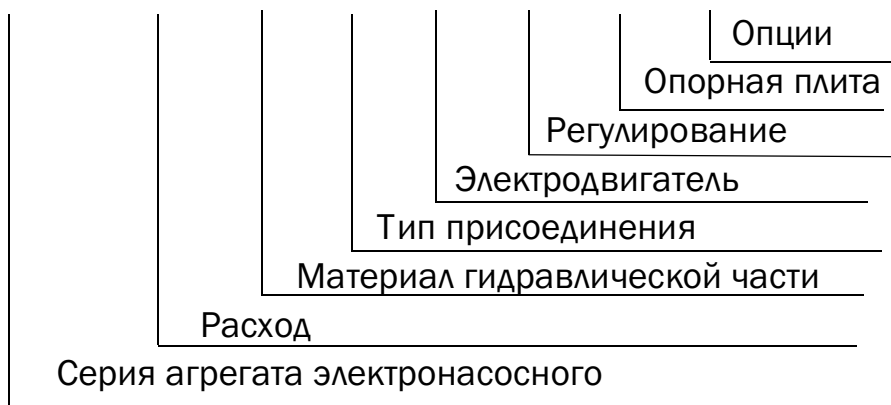 Опции
Опорная плита
Регулирование
Электродвигатель
Тип присоединения
Материал гидравлической части
Расход
Серия агрегата электронасосного